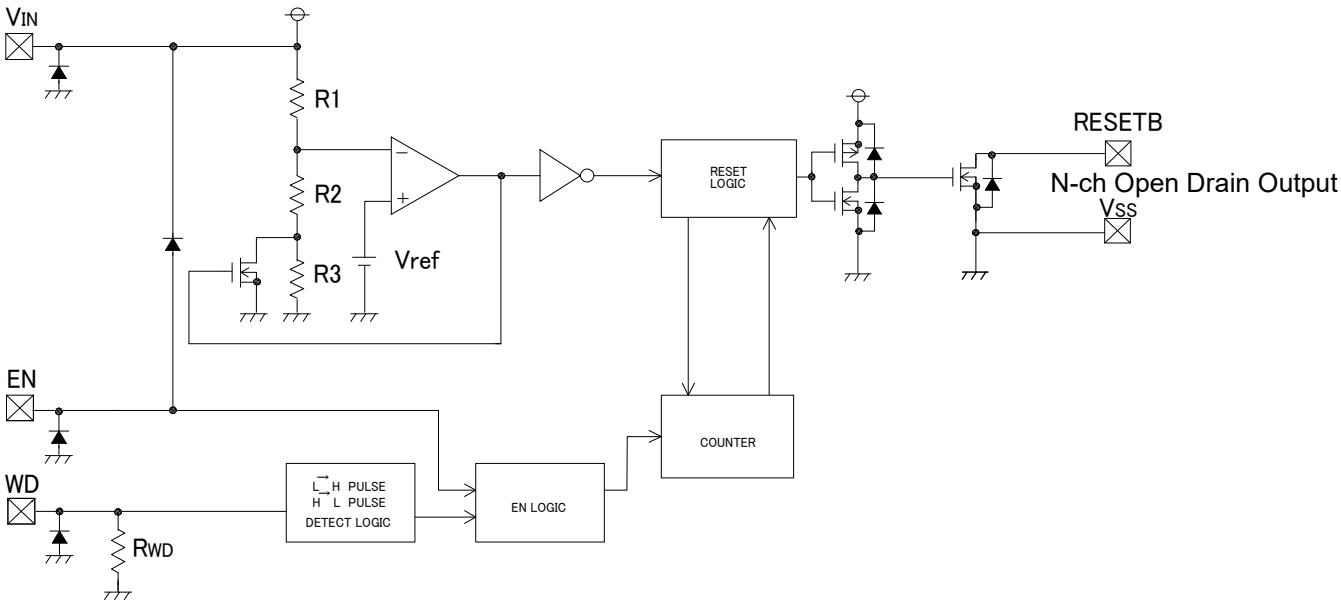 VIN
R1
R2
R3
Vref
−
+
RESET
LOGIC
RESETB
N-ch Open Drain Output
VSS
EN
WD
RWD
L→H PULSE
H→L PULSE
DETECT LOGIC
EN LOGIC
COUNTER